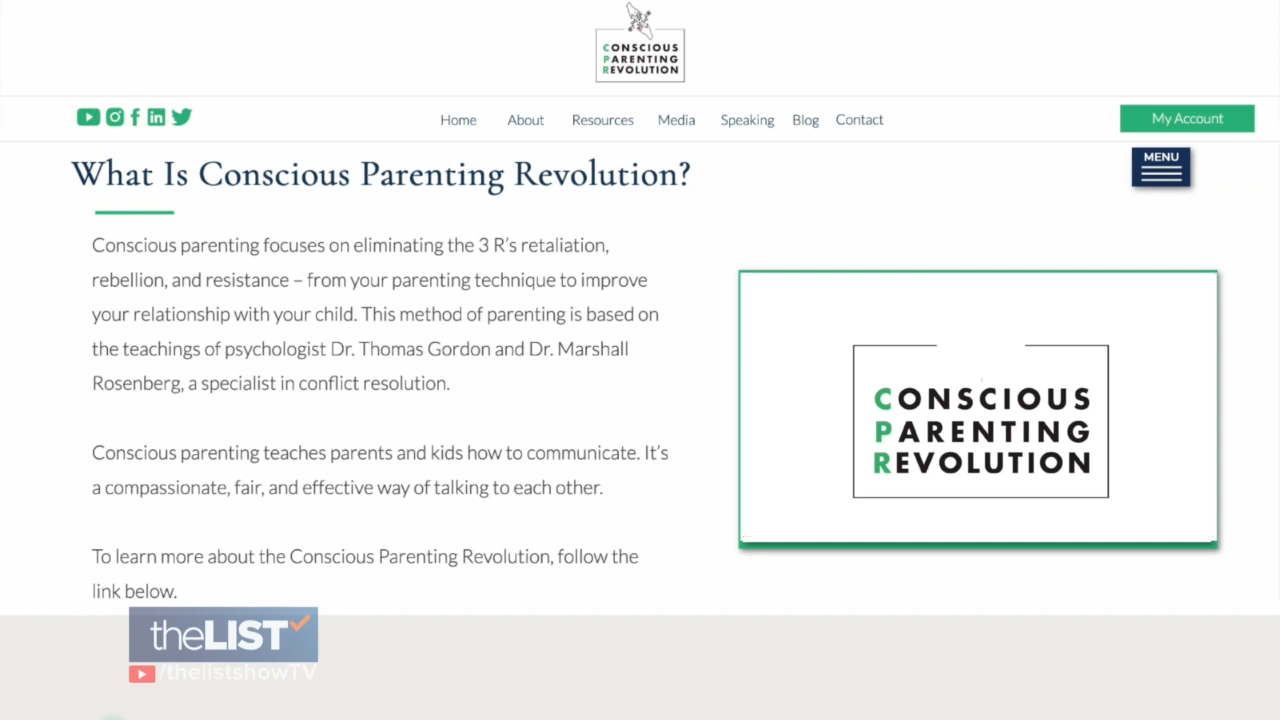 CONSCIOUS
PARENTING
REVOLUTION
Home About Resources Media Speaking Blog Contact
My Account
What Is Conscious Parenting Revolution?
MENU
Conscious parenting focuses on eliminating the 3 R's retaliation,
rebellion, and resistance – from your parenting technique to improve
your relationship with your child. This method of parenting is based on
the teachings of psychologist Dr. Thomas Gordon and Dr. Marshall
Rosenberg, a specialist in conflict resolution.
Conscious parenting teaches parents and kids how to communicate. It's
a compassionate, fair, and effective way of talking to each other.
To learn more about the Conscious Parenting Revolution, follow the
link below.
CONSCIOUS
PARENTING
REVOLUTION
theLIST
/thelistshowTV